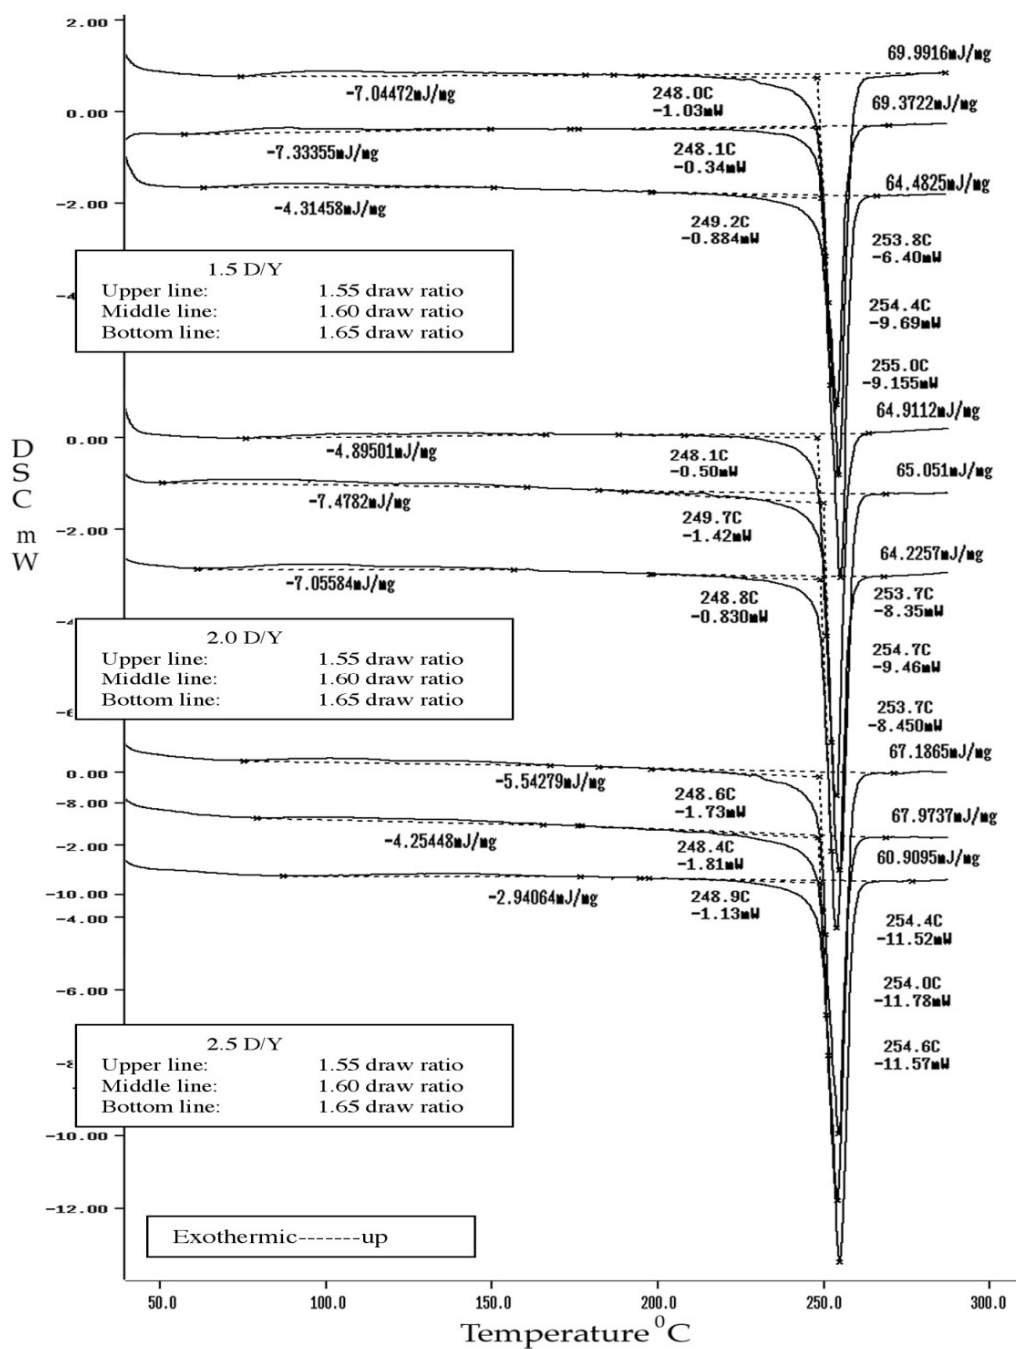 2.00
69.9916mJ/mg
-7.04472mJ/mg
248.0C
-1.03mW
69.3722mJ/mg
0.00
-7.33355mJ/mg
248.1C
-0.34mW
64.4825mJ/mg
-2.00
-4.31458mJ/mg
249.2C
-0.884mW
253.8C
-6.40mW
1.5 D/Y
Upper line: 1.55 draw ratio
Middle line: 1.60 draw ratio
Bottom line: 1.65 draw ratio
254.4C
-9.69mW
255.0C
-9.155mW
64.9112mJ/mg
0.00
-4.89501mJ/mg
248.1C
-0.50mW
65.051mJ/mg
-7.4782mJ/mg
249.7C
-1.42mW
-2.00
64.2257mJ/mg
-7.05584mJ/mg
248.8C
-0.830mW
253.7C
-8.35mW
2.0 D/Y
Upper line: 1.55 draw ratio
Middle line: 1.60 draw ratio
Bottom line: 1.65 draw ratio
254.7C
-9.46mW
253.7C
-8.450mW
67.1865mJ/mg
0.00
-5.54279mJ/mg
248.6C
-1.73mW
-8.00
67.9737mJ/mg
-4.25448mJ/mg
248.4C
-1.81mW
-2.00
60.9095mJ/mg
-2.94064mJ/mg
248.9C
-1.13mW
-10.00
-4.00
254.4C
-11.52mW
-6.00
254.0C
-11.78mW
254.6C
-11.57mW
2.5 D/Y
Upper line: 1.55 draw ratio
Middle line: 1.60 draw ratio
Bottom line: 1.65 draw ratio
-10.00
-12.00
Exothermic-------up
DSC mW
50.0 100.0 150.0 200.0 250.0 300.0
Temperature ⁰C